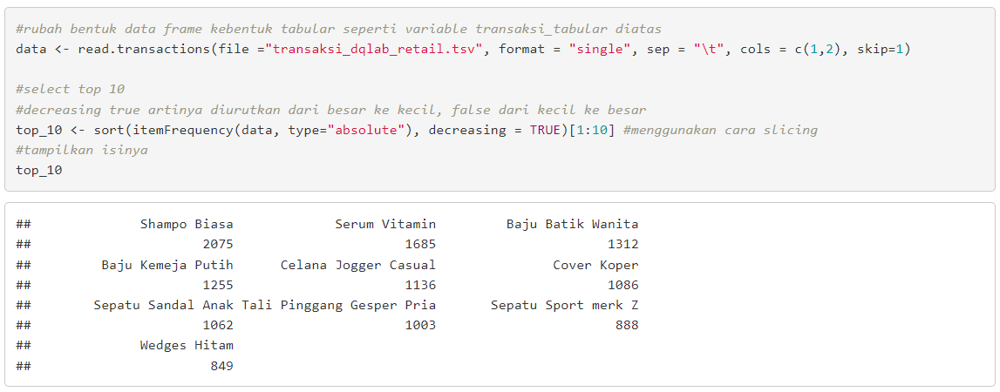 #rubah bentuk data frame kebentuk tabular seperti variable transaksi_tabular diatas
data <- read.transactions(file ="transaksi_dqlab_retail.tsv", format = "single", sep = "\t", cols = c(1,2), skip=1)
#select top 10
#decreasing true artinya diurutkan dari besar ke kecil, false dari kecil ke besar
top_10 <- sort(itemFrequency(data, type="absolute"), decreasing = TRUE)[1:10] #menggunakan cara slicing
#tampilkan isinya
top_10
##              Shampo Biasa             Serum Vitamin         Baju Batik Wanita
##                      2075                      1685                      1312
##         Baju Kemeja Putih      Celana Jogger Casual               Cover Koper
##                      1255                      1136                      1086
##        Sepatu Sandal Anak Tali Pinggang Gesper Pria       Sepatu Sport merk Z
##                      1062                      1003                       888
##              Wedges Hitam
##                       849